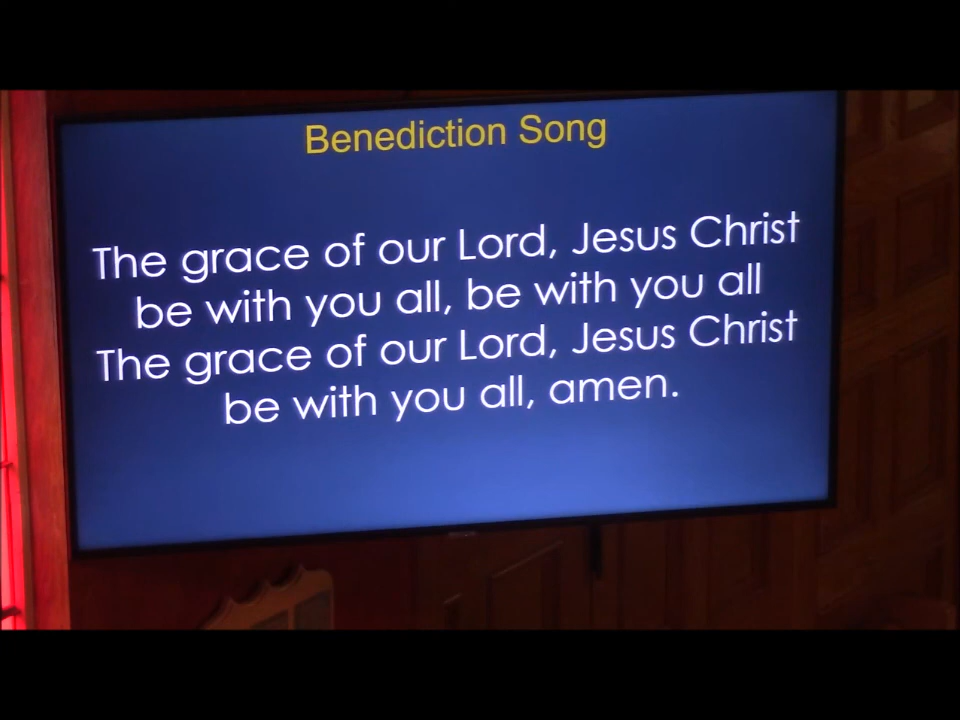 Benediction Song
The grace of our Lord, Jesus Christ
be with you all, be with you all
The grace of our Lord, Jesus Christ
be with you all, amen.